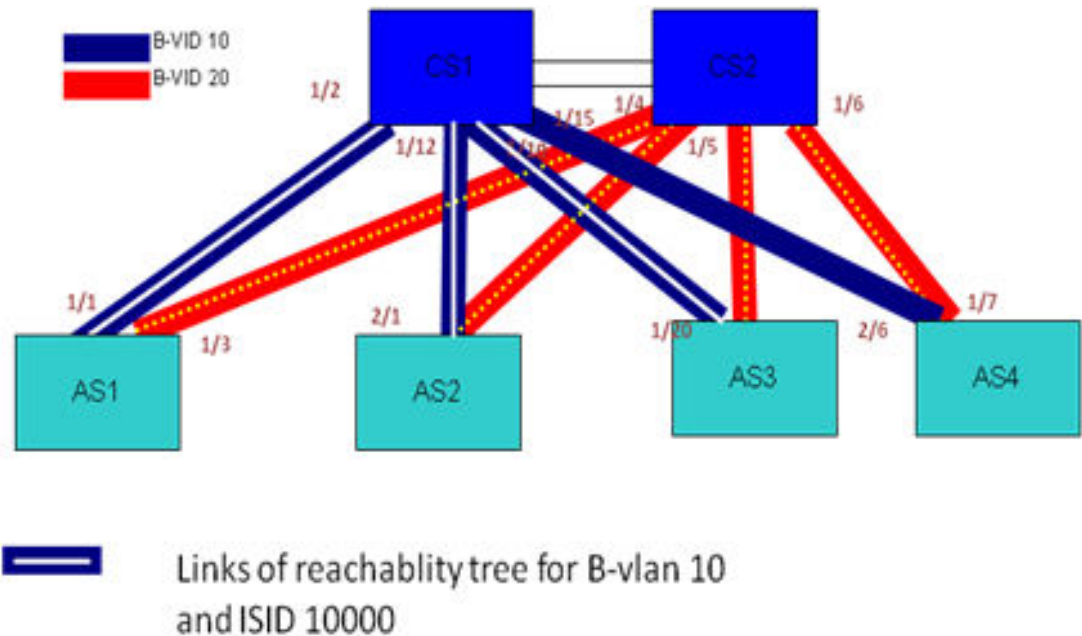 B-VID 10
B-VID 20
CS1
CS2
1/2
1/12
1/15
1/4
1/5
1/6
1/1
1/3
2/1
1/20
2/6
1/7
AS1
AS2
AS3
AS4
Links of reachablity tree for B-vlan 10
and ISID 10000